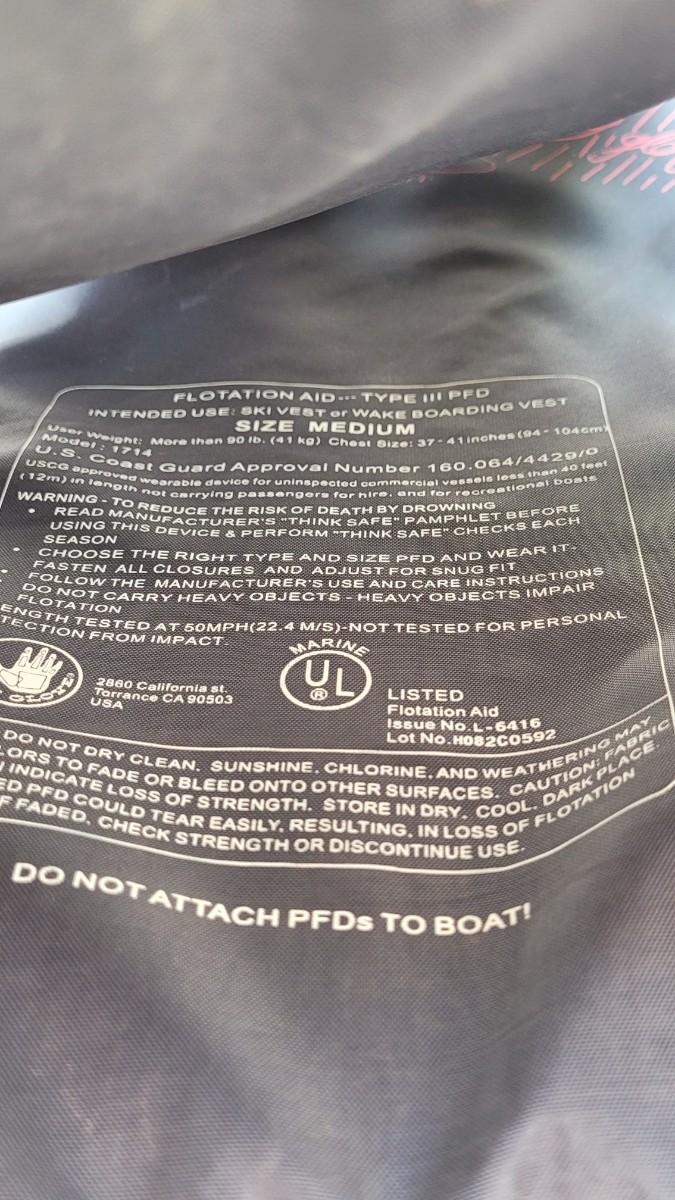 FLOTATION AID--- TYPE III PFD
INTENDED USE: SKI VEST or WAKE BOARDING VEST
SIZE MEDIUM
User Weight: More than 90 lb. (41 kg) Chest Size: 37-41inches (94- 104cm)
Model: 1714
U.S. Coast Guard Approval Number 160.064/4429/0
USCG approved wearable device for uninspected commercial vessels less than 40 feet
(12m) in length not carrying passengers for hire, and for recreational boats
WARNING - TO REDUCE THE RISK OF DEATH BY DROWNING
• READ MANUFACTURER'S "THINK SAFE" PAMPHLET BEFORE
USING THIS DEVICE & PERFORM "THINK SAFE" CHECKS EACH
SEASON
• CHOOSE THE RIGHT TYPE AND SIZE PFD AND WEAR IT-
FASTEN ALL CLOSURES AND ADJUST FOR SNUG FIT
• FOLLOW THE MANUFACTURER'S USE AND CARE INSTRUCTIONS
DO NOT CARRY HEAVY OBJECTS - HEAVY OBJECTS IMPAIR
FLOTATION
ENGTH TESTED AT 50MPH(22.4 M/S)-NOT TESTED FOR PERSONAL
TECTION FROM IMPACT.
2860 California st.
Torrance CA 90503
USA
MARINE
UL
®
LISTED
Flotation Aid
Issue No.L-6416
Lot No.H082C0592
DO NOT DRY CLEAN. SUNSHINE, CHLORINE, AND WEATHERING MAY
LORS TO FADE OR BLEED ONTO OTHER SURFACES. CAUTION: FABRIC
INDICATE LOSS OF STRENGTH. STORE IN DRY, COOL, DARK PLACE.
ED PFD COULD TEAR EASILY, RESULTING, IN LOSS OF FLOTATION
F FADED, CHECK STRENGTH OR DISCONTINUE USE.
DO NOT ATTACH PFDs TO BOAT!